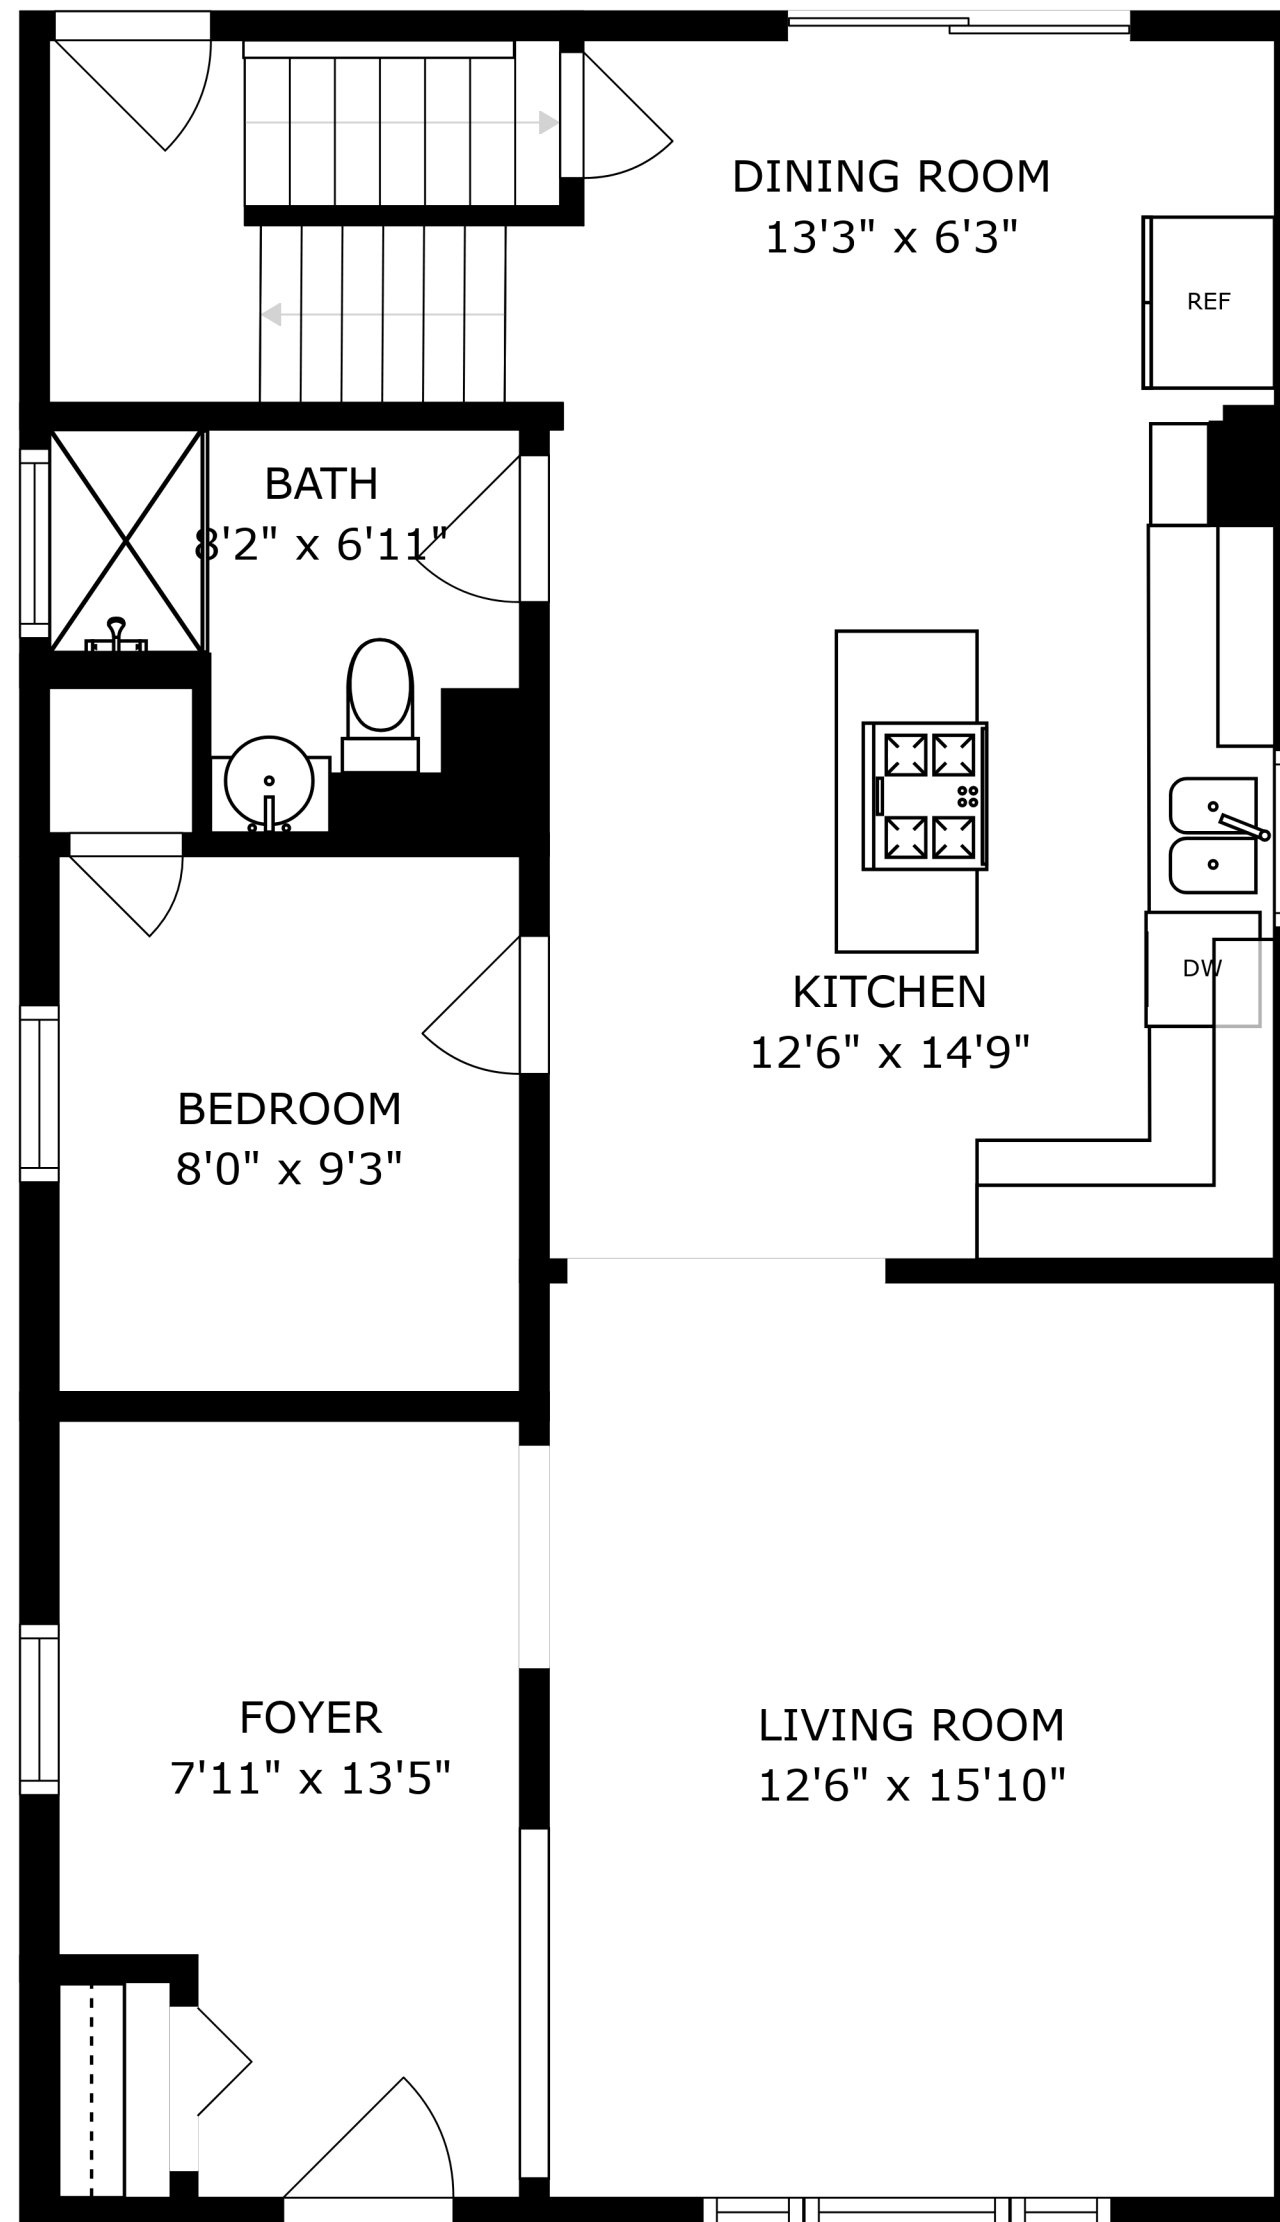 DINING ROOM
13'3" x 6'3"
REF
BATH
8'2" x 6'11"
DW
KITCHEN
12'6" x 14'9"
BEDROOM
8'0" x 9'3"
FOYER
7'11" x 13'5"
LIVING ROOM
12'6" x 15'10"